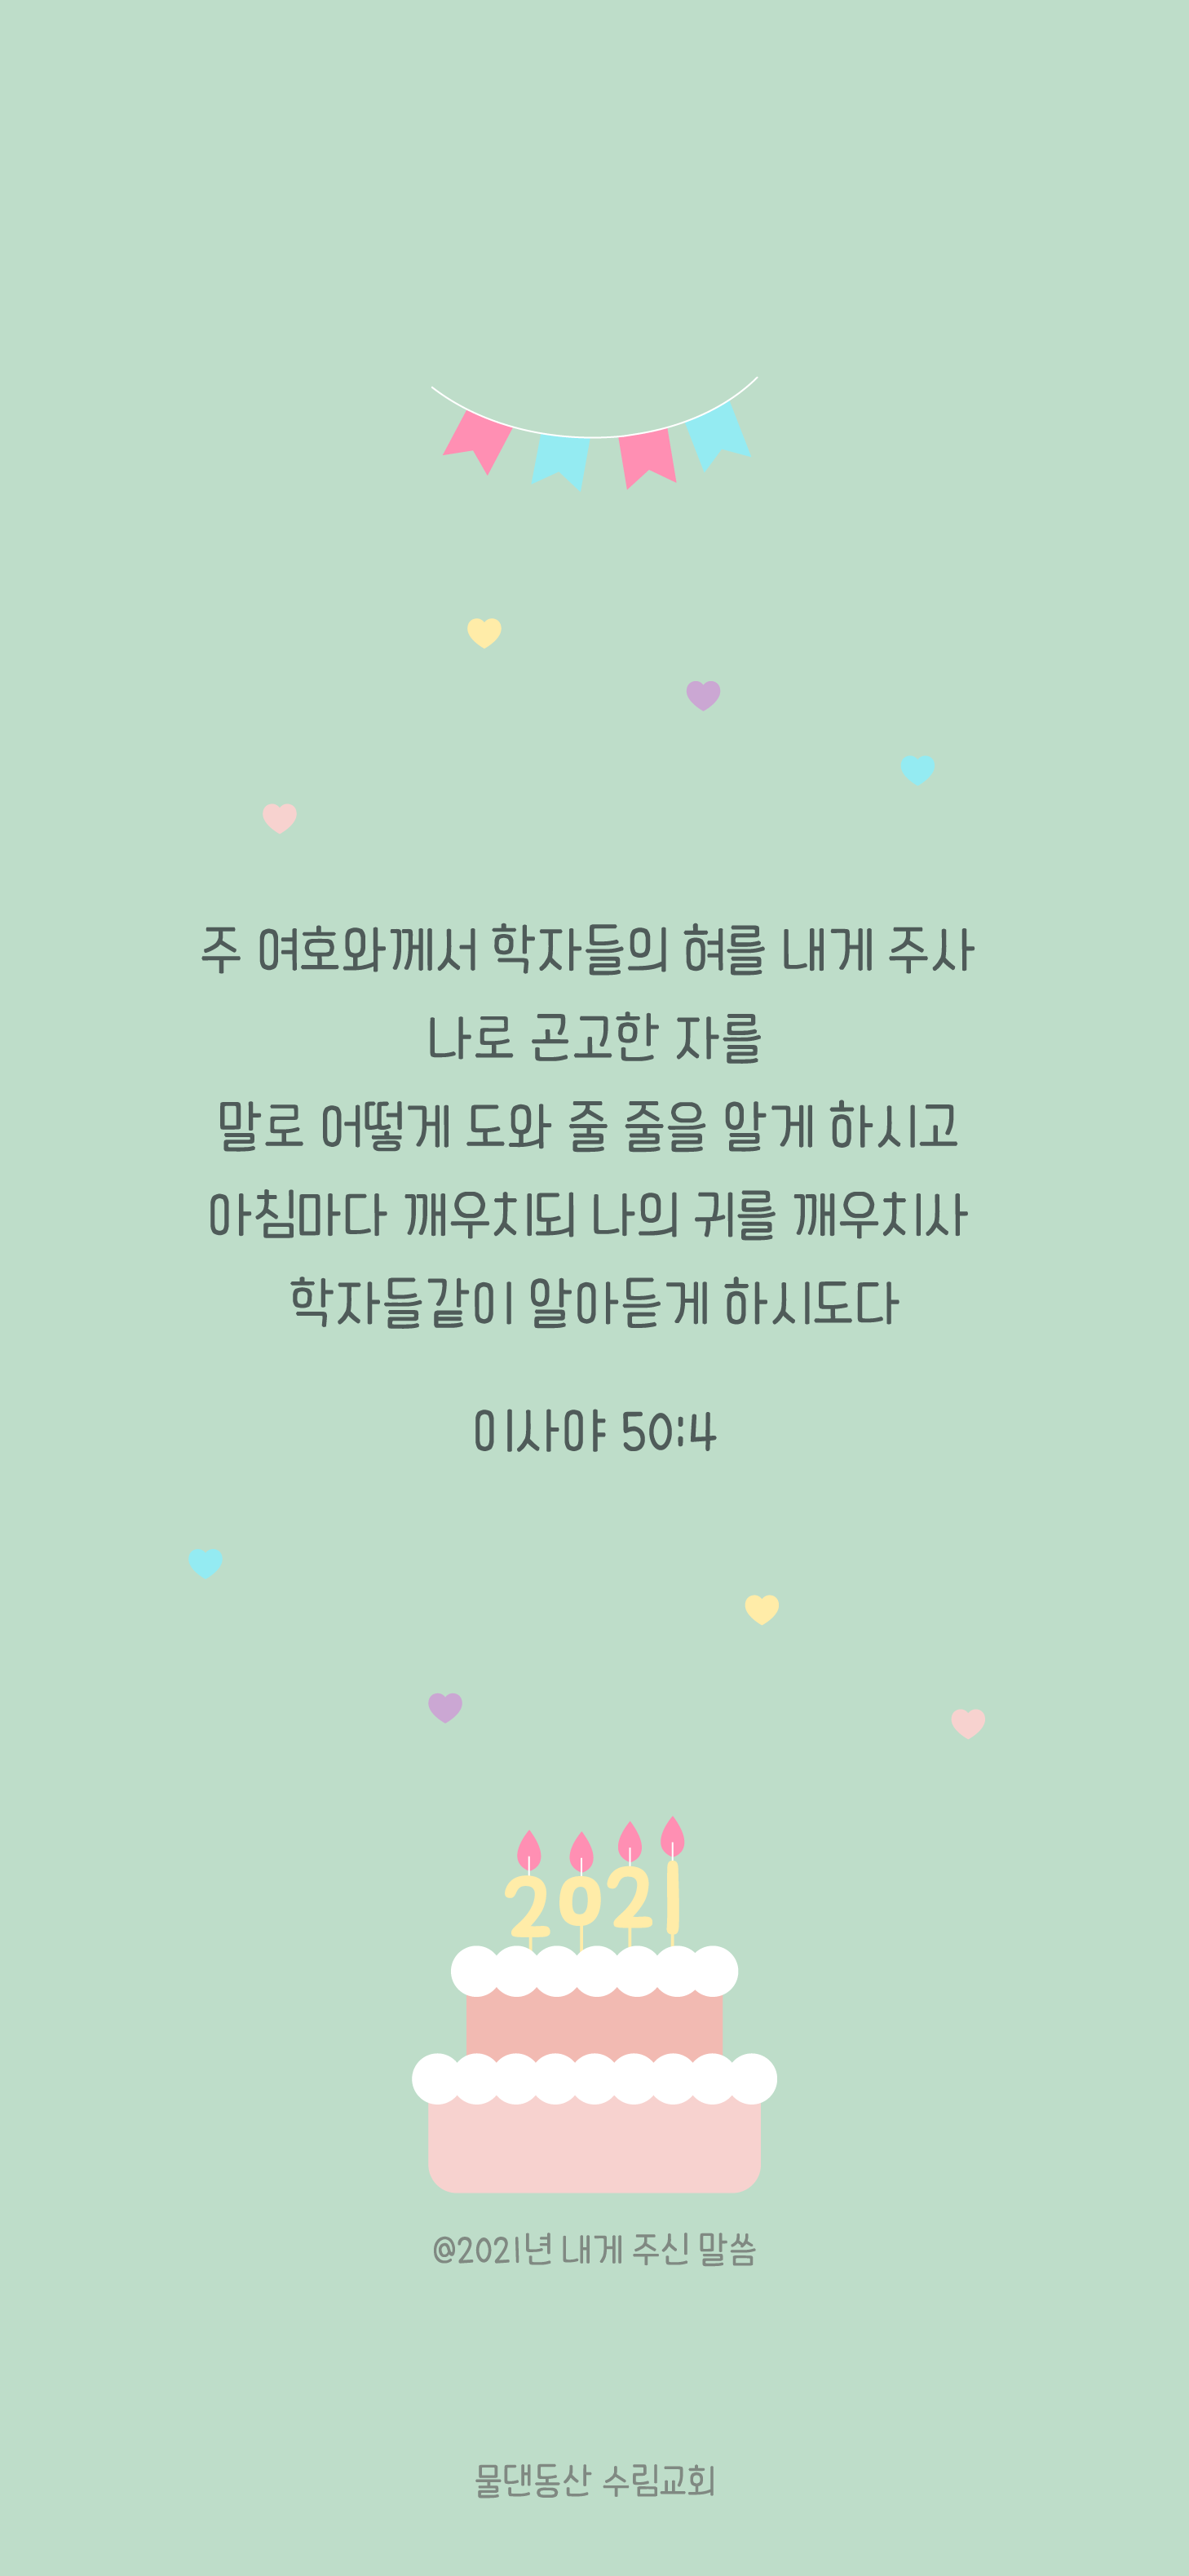 주 여호와께서 학자들의 혀를 내게 주사
나로 곤고한 자를
말로 어떻게 도와 줄 줄을 알게 하시고
아침마다 깨우치되 나의 귀를 깨우치사
학자들같이 알아듣게 하시도다
이사야 50:4
2021
@2021년 내게 주신 말씀
물댄동산 수림교회